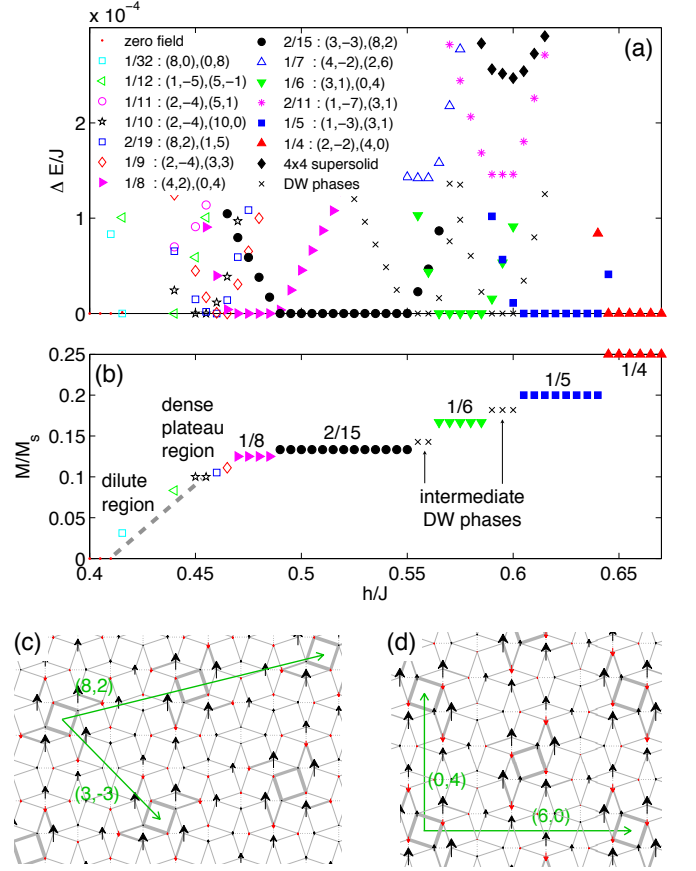 × 10⁻⁴
(a)
zero field
1/32 : (8,0),(0,8)
1/12 : (1,−5),(5,−1)
1/11 : (2,−4),(5,1)
1/10 : (2,−4),(10,0)
2/19 : (8,2),(1,5)
1/9 : (2,−4),(3,3)
1/8 : (4,2),(0,4)
2/15 : (3,−3),(8,2)
1/7 : (4,−2),(2,6)
1/6 : (3,1),(0,4)
2/11 : (1,−7),(3,1)
1/5 : (1,−3),(3,1)
1/4 : (2,−2),(4,0)
4x4 supersolid
DW phases
Δ E/J
2
1
0
(b)
M/Mₛ
0.25
0.2
0.15
0.1
0.05
0
dilute
region
dense
plateau
region
1/8
2/15
1/6
1/5
1/4
intermediate
DW phases
0.4
0.45
0.5
0.55
0.6
0.65
h/J
(c)
(8,2)
(3,-3)
(d)
(0,4)
(6,0)